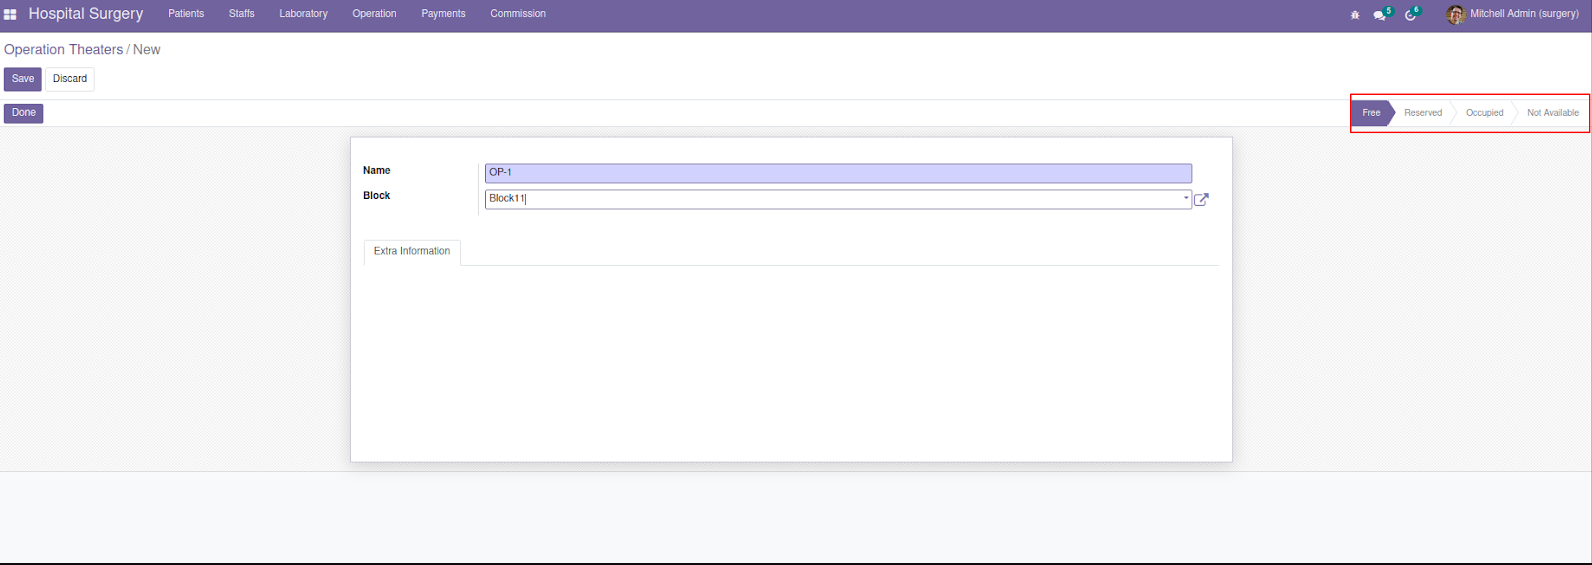 Hospital Surgery Patients Staffs Laboratory Operation Payments Commission 5 6 Mitchell Admin (surgery)
Operation Theaters / New
Save Discard
Done Free Reserved Occupied Not Available
Name OP-1
Block Block11
Extra Information